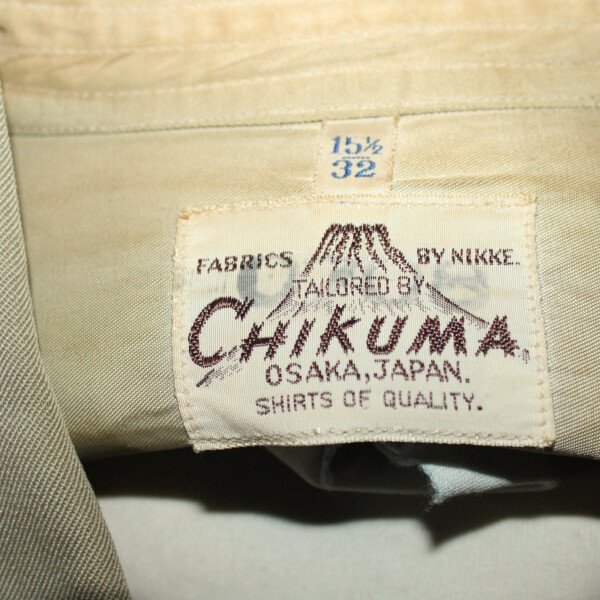 15½
32
FABRICS BY NIKKE.
TAILORED BY
CHIKUMA.
OSAKA, JAPAN.
SHIRTS OF QUALITY.